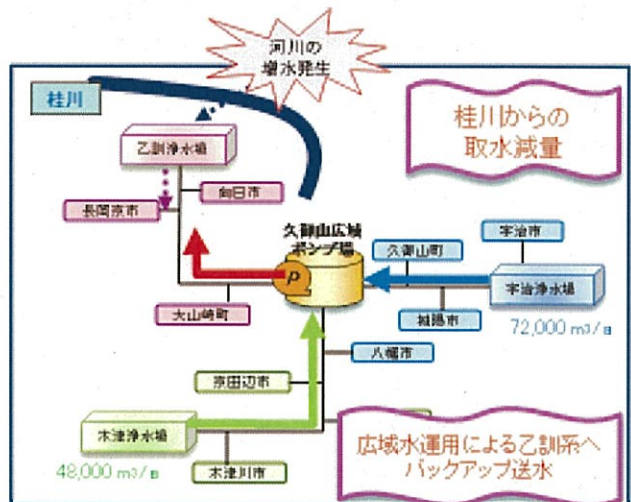 河川の
増水発生
桂川
桂川からの
取水減量
乙訓浄水場
向日市
長岡京市
久御山広域
ポンプ場
久御山町
宇治市
P
宇治浄水場
大山崎町
城陽市
72,000 m3/日
八幡市
京田辺市
木津浄水場
広域水運用による乙訓系へ
バックアップ送水
48,000 m3/日
木津川市